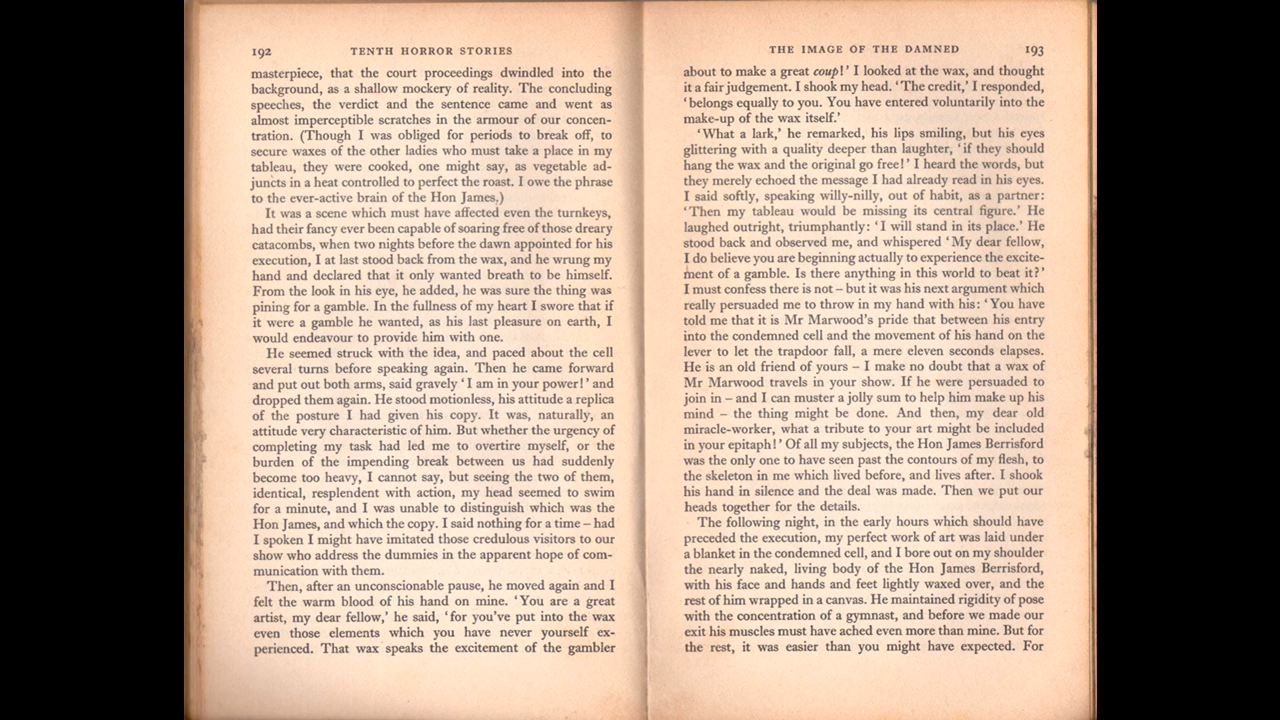 192 TENTH HORROR STORIES
masterpiece, that the court proceedings dwindled into the
background, as a shallow mockery of reality. The concluding
speeches, the verdict and the sentence came and went as
almost imperceptible scratches in the armour of our concen-
tration. (Though I was obliged for periods to break off, to
secure waxes of the other ladies who must take a place in my
tableau, they were cooked, one might say, as vegetable ad-
juncts in a heat controlled to perfect the roast. I owe the phrase
to the ever-active brain of the Hon James.)
It was a scene which must have affected even the turnkeys,
had their fancy ever been capable of soaring free of those dreary
catacombs, when two nights before the dawn appointed for his
execution, I at last stood back from the wax, and he wrung my
hand and declared that it only wanted breath to be himself.
From the look in his eye, he added, he was sure the thing was
pining for a gamble. In the fullness of my heart I swore that if
it were a gamble he wanted, as his last pleasure on earth, I
would endeavour to provide him with one.
He seemed struck with the idea, and paced about the cell
several turns before speaking again. Then he came forward
and put out both arms, said gravely ‘I am in your power!’ and
dropped them again. He stood motionless, his attitude a replica
of the posture I had given his copy. It was, naturally, an
attitude very characteristic of him. But whether the urgency of
completing my task had led me to overtire myself, or the
burden of the impending break between us had suddenly
become too heavy, I cannot say, but seeing the two of them,
identical, resplendent with action, my head seemed to swim
for a minute, and I was unable to distinguish which was the
Hon James, and which the copy. I said nothing for a time – had
I spoken I might have imitated those credulous visitors to our
show who address the dummies in the apparent hope of com-
munication with them.
Then, after an unconscionable pause, he moved again and I
felt the warm blood of his hand on mine. ‘You are a great
artist, my dear fellow,’ he said, ‘for you’ve put into the wax
even those elements which you have never yourself ex-
perienced. That wax speaks the excitement of the gambler
THE IMAGE OF THE DAMNED 193
about to make a great coup!’ I looked at the wax, and thought
it a fair judgement. I shook my head. ‘The credit,’ I responded,
‘belongs equally to you. You have entered voluntarily into the
make-up of the wax itself.’
‘What a lark,’ he remarked, his lips smiling, but his eyes
glittering with a quality deeper than laughter, ‘if they should
hang the wax and the original go free!’ I heard the words, but
they merely echoed the message I had already read in his eyes.
I said softly, speaking willy-nilly, out of habit, as a partner:
‘Then my tableau would be missing its central figure.’ He
laughed outright, triumphantly: ‘I will stand in its place.’ He
stood back and observed me, and whispered ‘My dear fellow,
I do believe you are beginning actually to experience the excite-
ment of a gamble. Is there anything in this world to beat it?’
I must confess there is not – but it was his next argument which
really persuaded me to throw in my hand with his: ‘You have
told me that it is Mr Marwood’s pride that between his entry
into the condemned cell and the movement of his hand on the
lever to let the trapdoor fall, a mere eleven seconds elapses.
He is an old friend of yours – I make no doubt that a wax of
Mr Marwood travels in your show. If he were persuaded to
join in – and I can muster a jolly sum to help him make up his
mind – the thing might be done. And then, my dear old
miracle-worker, what a tribute to your art might be included
in your epitaph!’ Of all my subjects, the Hon James Berrisford
was the only one to have seen past the contours of my flesh, to
the skeleton in me which lived before, and lives after. I shook
his hand in silence and the deal was made. Then we put our
heads together for the details.
The following night, in the early hours which should have
preceded the execution, my perfect work of art was laid under
a blanket in the condemned cell, and I bore out on my shoulder
the nearly naked, living body of the Hon James Berrisford,
with his face and hands and feet lightly waxed over, and the
rest of him wrapped in a canvas. He maintained rigidity of pose
with the concentration of a gymnast, and before we made our
exit his muscles must have ached even more than mine. But for
the rest, it was easier than you might have expected. For